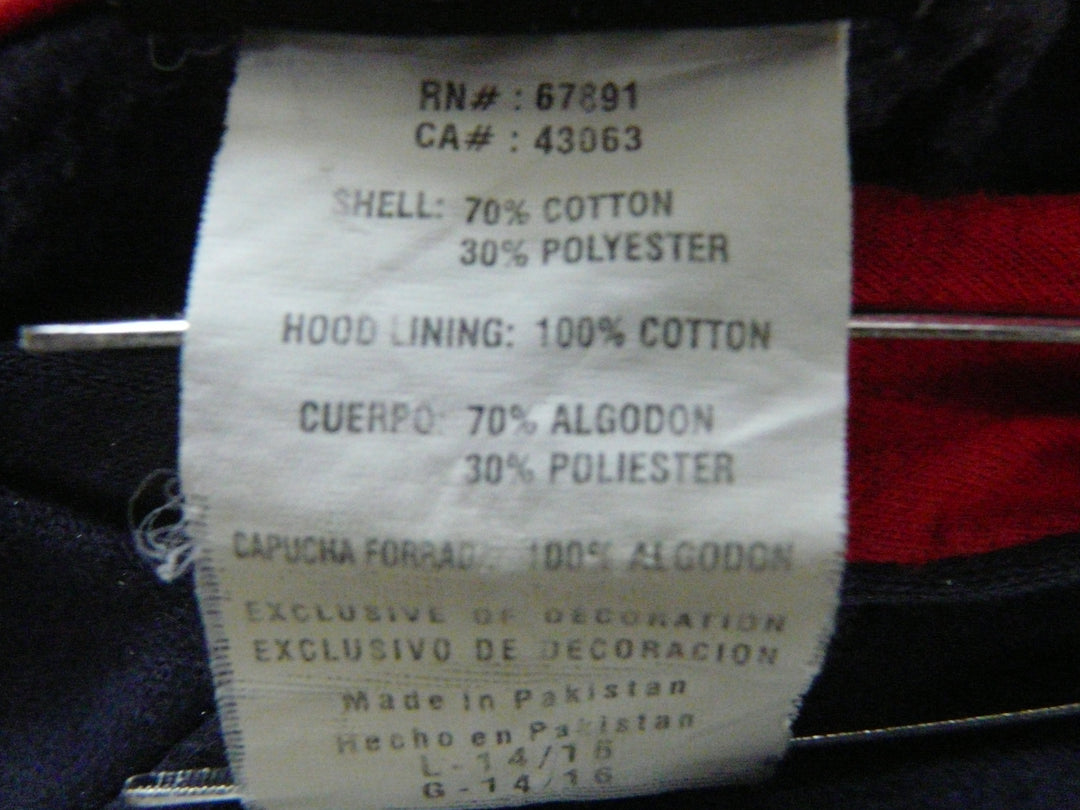 RN# : 67891
CA# : 43063
SHELL: 70% COTTON
30% POLYESTER
HOOD LINING: 100% COTTON
CUERPO: 70% ALGODON
30% POLIESTER
CAPUCHA FORRADA: 100% ALGODON
EXCLUSIVE OF DECORATION
EXCLUSIVO DE DECORACION
Made in Pakistan
Hecho en Pakistan
L-14/16
G-14/16